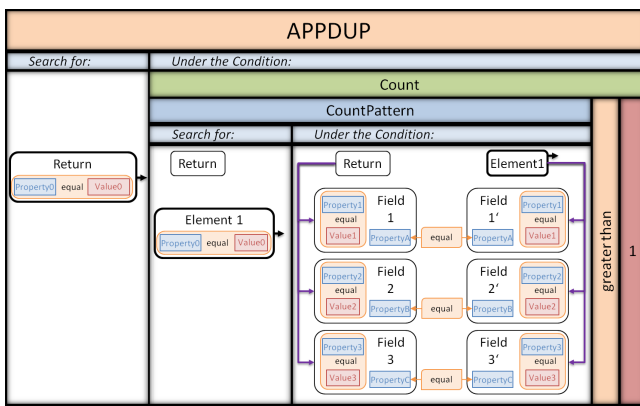 APPDUP
Search for:
Under the Condition:
Count
CountPattern
greater than
1
Search for:
Under the Condition:
Return
Property0 equal Value0
Return
Element 1
Property0 equal Value0
Return
Element1
Property1
equal
Value1
Field
1
PropertyA
equal
Field
1‘
PropertyA
Property1
equal
Value1
Property2
equal
Value2
Field
2
PropertyB
equal
Field
2‘
PropertyB
Property2
equal
Value2
Property3
equal
Value3
Field
3
PropertyC
equal
Field
3‘
PropertyC
Property3
equal
Value3